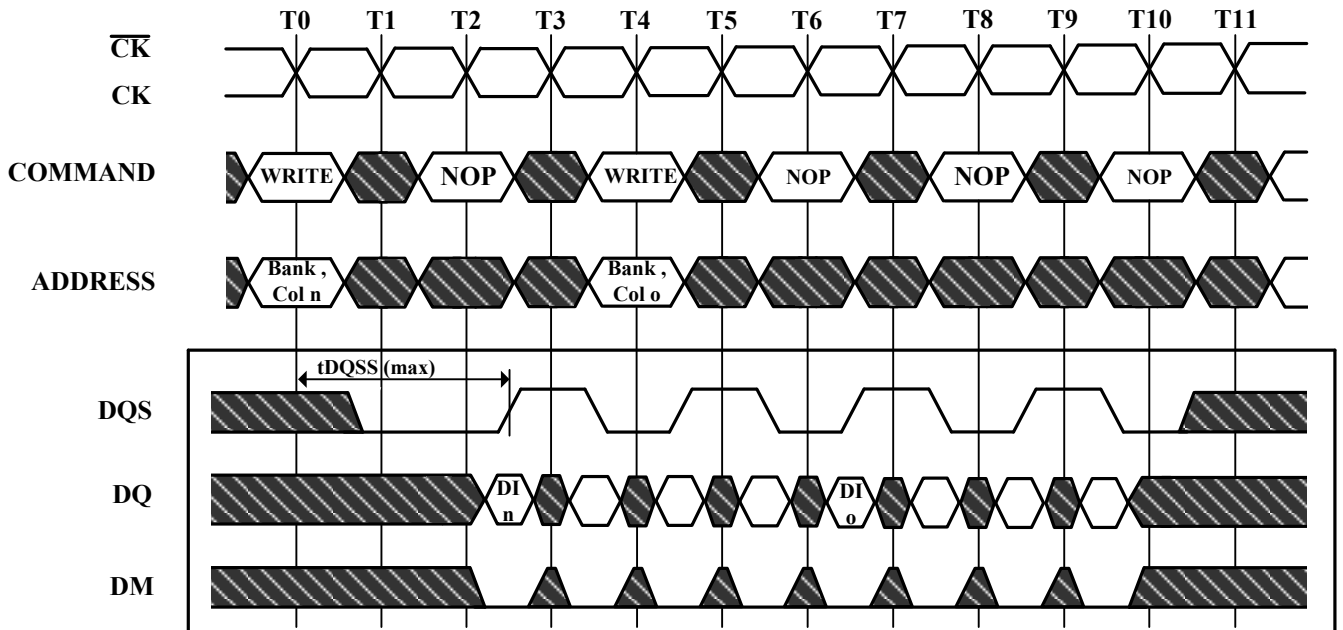 T0 T1 T2 T3 T4 T5 T6 T7 T8 T9 T10 T11
CK
CK
COMMAND WRITE NOP WRITE NOP NOP NOP
ADDRESS Bank , Bank ,
Col n Col o
tDQSS (max)
DQS
DQ DI DI
n o
DM